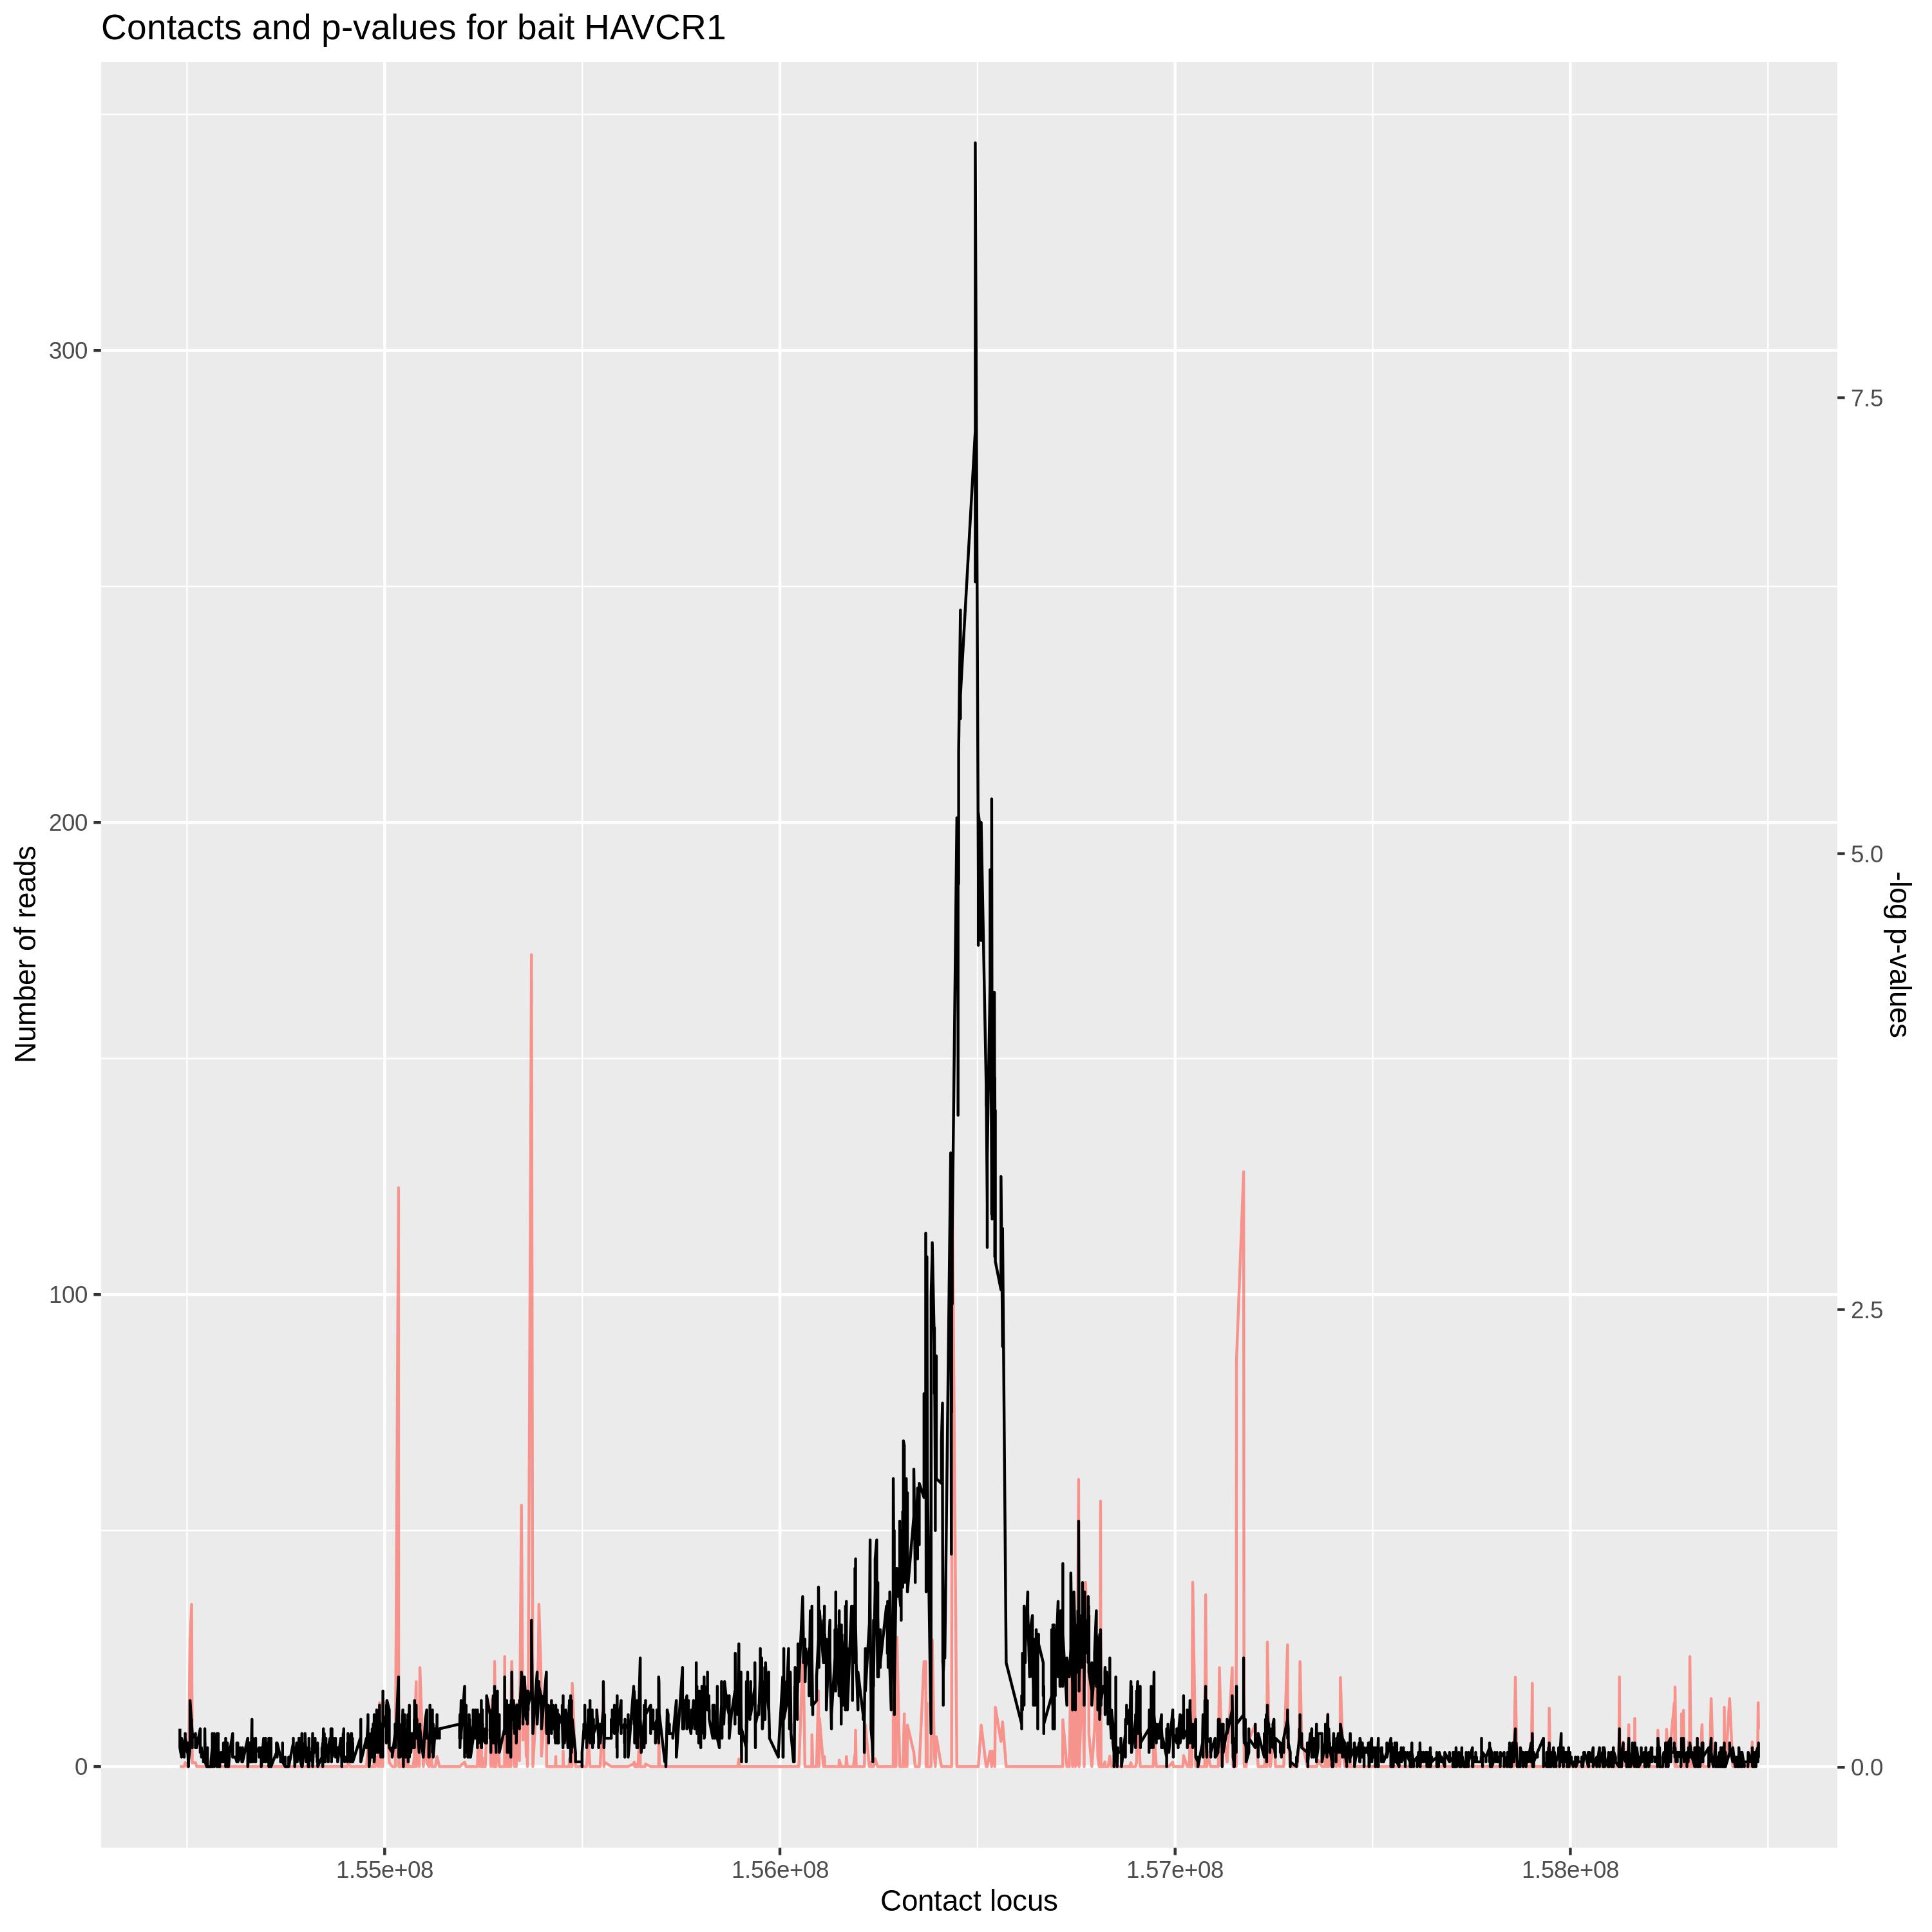 Contacts and p-values for bait HAVCR1
Number of reads
300
200
100
0
7.5
5.0
2.5
0.0
-log p-values
1.55e+08
1.56e+08
1.57e+08
1.58e+08
Contact locus